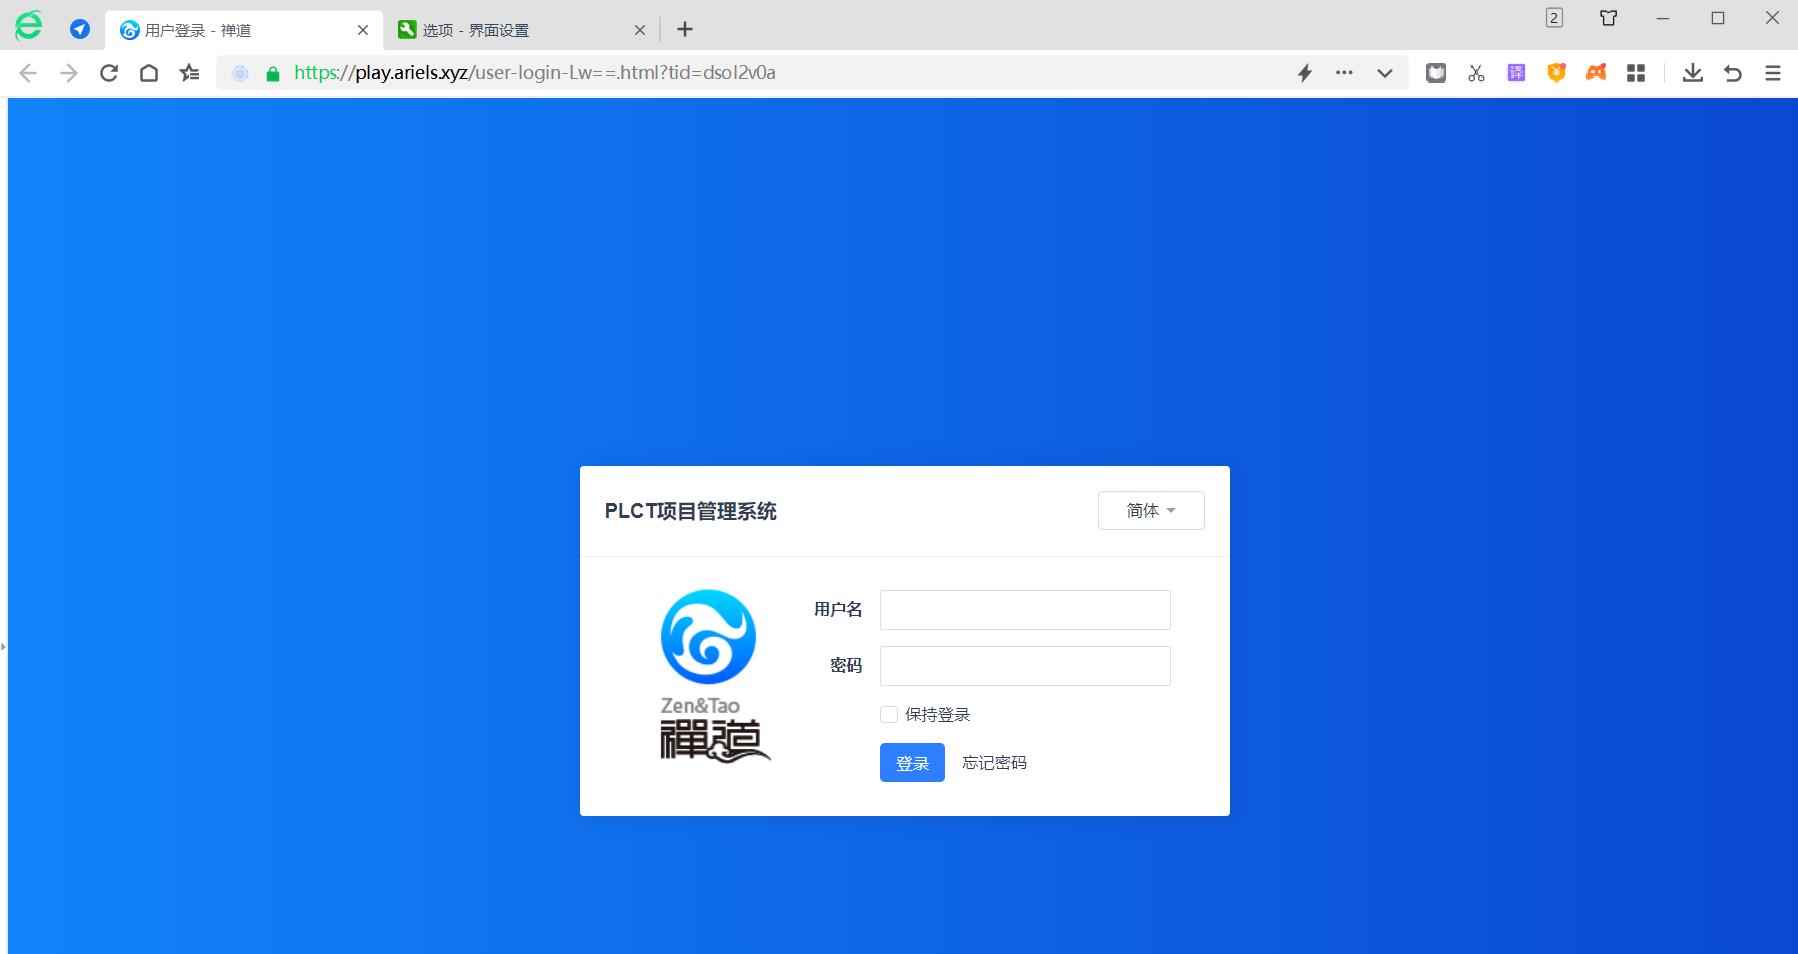 2
用户登录 - 禅道
选项 - 界面设置
https://play.ariels.xyz/user-login-Lw==.html?tid=dsol2v0a
译
PLCT项目管理系统
简体
用户名
密码
Zen&Tao
禪道
保持登录
登录
忘记密码